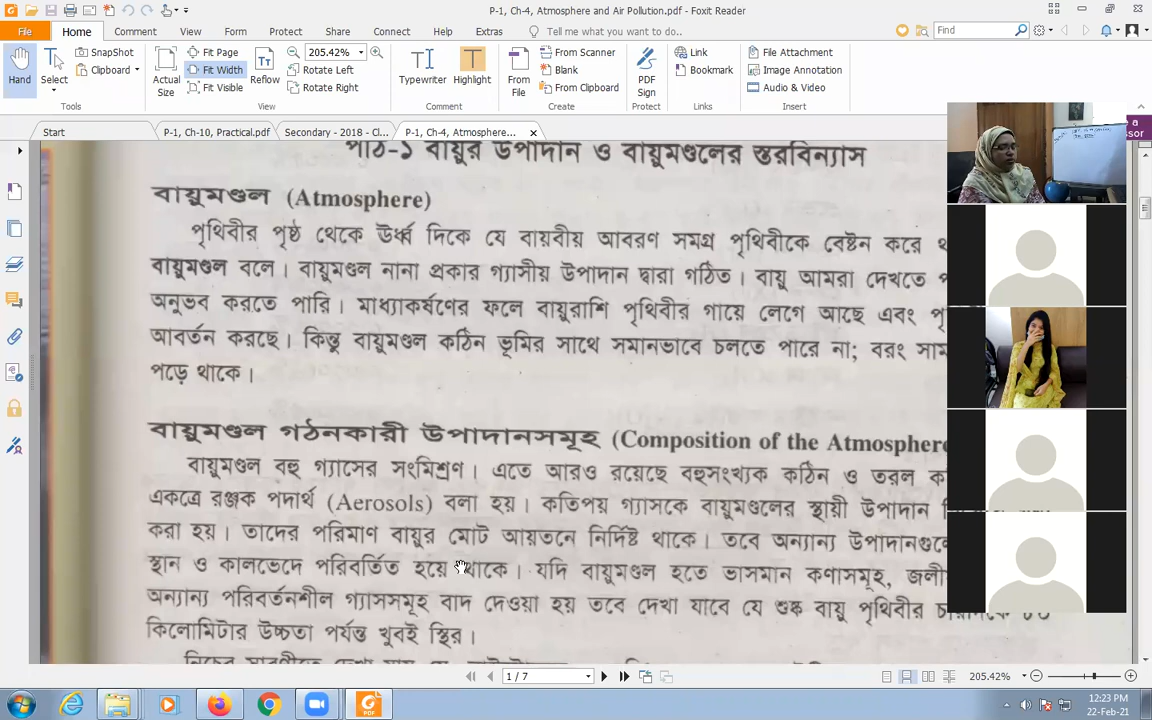 P-1, Ch-4, Atmosphere and Air Pollution.pdf - Foxit Reader
File Home Comment View Form Protect Share Connect Help Extras Tell me what you want to do... Find
SnapShot Fit Page 205.42% From Scanner Link File Attachment
Clipboard Fit Width Rotate Left Blank Bookmark Image Annotation
Fit Visible Rotate Right From Clipboard Audio & Video
Hand Select Actual Size Reflow Typewriter Highlight From File PDF Sign
Tools View Comment Create Protect Links Insert
Start P-1, Ch-10, Practical.pdf Secondary - 2018 - Cl... P-1, Ch-4, Atmosphere...
পাঠ-১ বায়ুর উপাদান ও বায়ুমণ্ডলের স্তরবিন্যাস
বায়ুমণ্ডল (Atmosphere)
পৃথিবীর পৃষ্ঠ থেকে ঊর্ধ্ব দিকে যে বায়বীয় আবরণ সমগ্র পৃথিবীকে বেষ্টন করে
বায়ুমণ্ডল বলে। বায়ুমণ্ডল নানা প্রকার গ্যাসীয় উপাদান দ্বারা গঠিত। বায়ু আমরা দেখতে
অনুভব করতে পারি। মাধ্যাকর্ষণের ফলে বায়ুরাশি পৃথিবীর গায়ে লেগে আছে এবং
আবর্তন করছে। কিন্তু বায়ুমণ্ডল কঠিন ভূমির সাথে সমানভাবে চলতে পারে না; বরং
পড়ে থাকে।
বায়ুমণ্ডল গঠনকারী উপাদানসমূহ (Composition of the Atmosphere
বায়ুমণ্ডল বহু গ্যাসের সংমিশ্রণ। এতে আরও রয়েছে বহুসংখ্যক কঠিন ও তরল
একত্রে রঞ্জক পদার্থ (Aerosols) বলা হয়। কতিপয় গ্যাসকে বায়ুমণ্ডলের স্থায়ী উপাদান
করা হয়। তাদের পরিমাণ বায়ুর মোট আয়তনে নির্দিষ্ট থাকে। তবে অন্যান্য
স্থান ও কালভেদে পরিবর্তিত হয়ে থাকে। যদি বায়ুমণ্ডল হতে ভাসমান কণাসমূহ,
অন্যান্য পরিবর্তনশীল গ্যাসসমূহ বাদ দেওয়া হয় তবে দেখা যাবে যে শুষ্ক বায়ু পৃথিবীর
কিলোমিটার উচ্চতা পর্যন্ত খুবই স্থির।
1 / 7 205.42%
12:23 PM
22-Feb-21